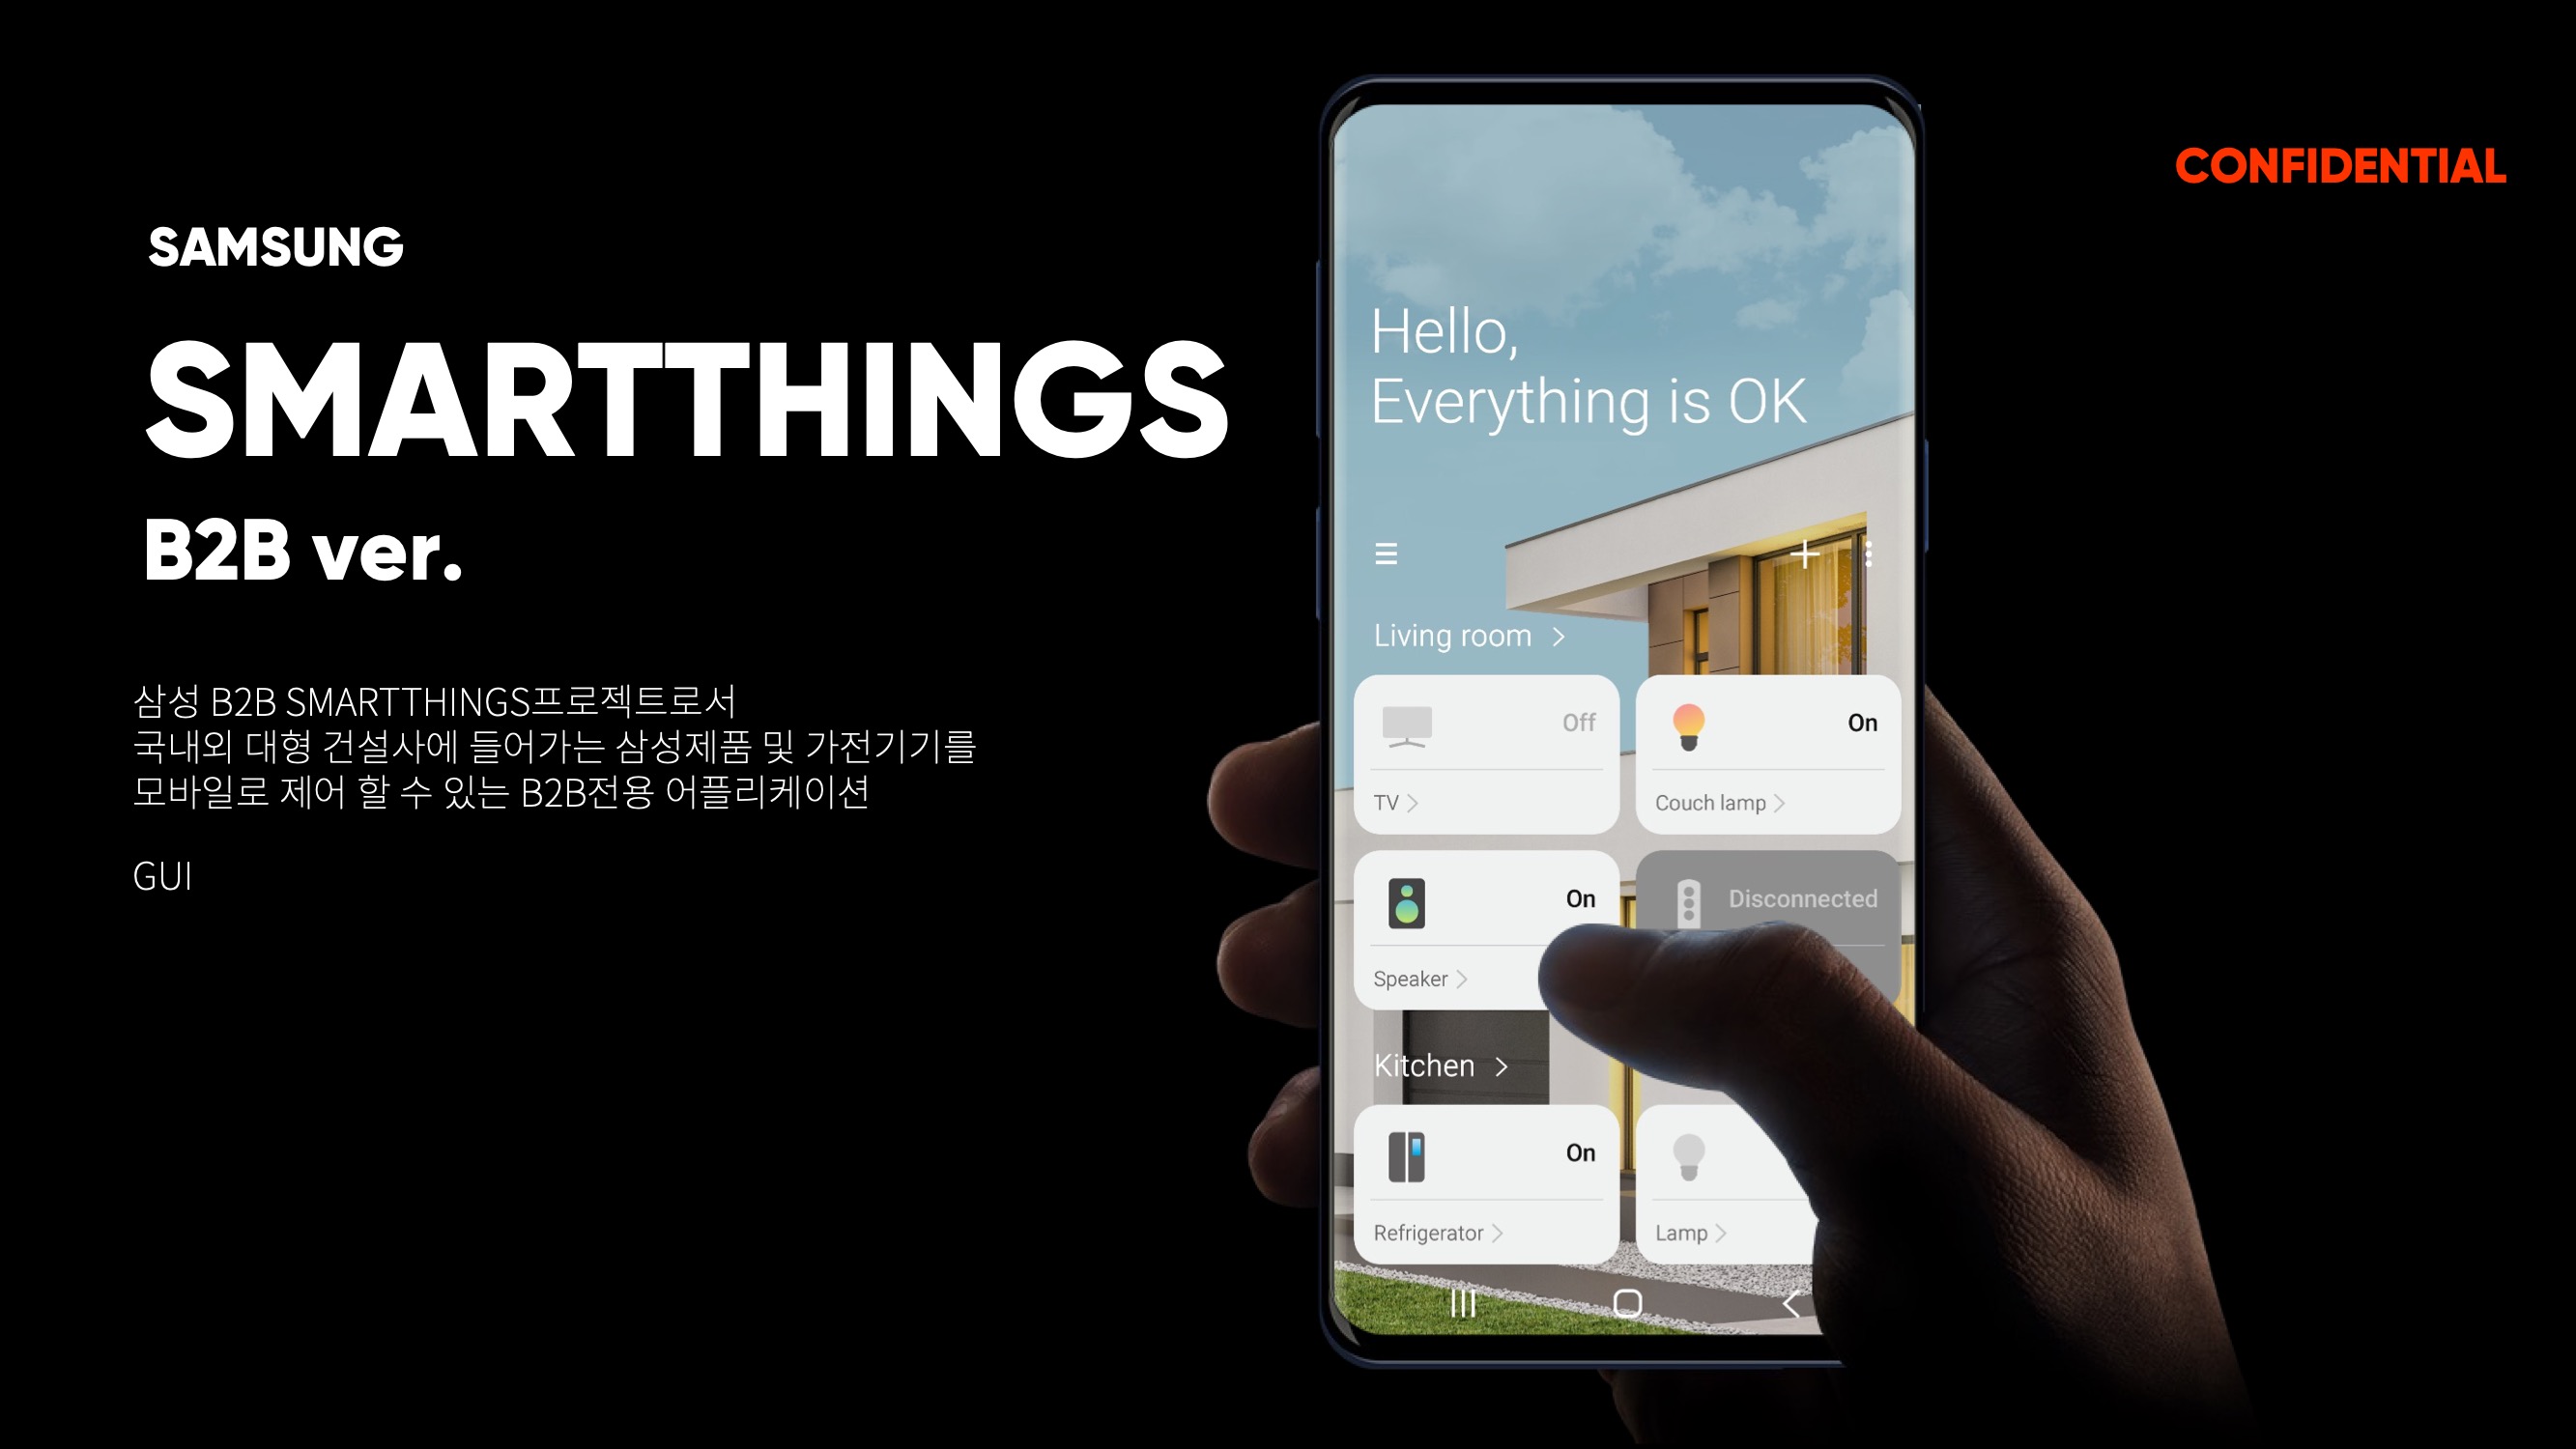 CONFIDENTIAL
SAMSUNG
SMARTTHINGS
B2B ver.
삼성 B2B SMARTTHINGS프로젝트로서
국내외 대형 건설사에 들어가는 삼성제품 및 가전기기를
모바일로 제어 할 수 있는 B2B전용 어플리케이션
GUI
Hello,
Everything is OK
Living room
Off
TV
On
Couch lamp
On
Speaker
Disconnected
Kitchen
On
Refrigerator
Lamp